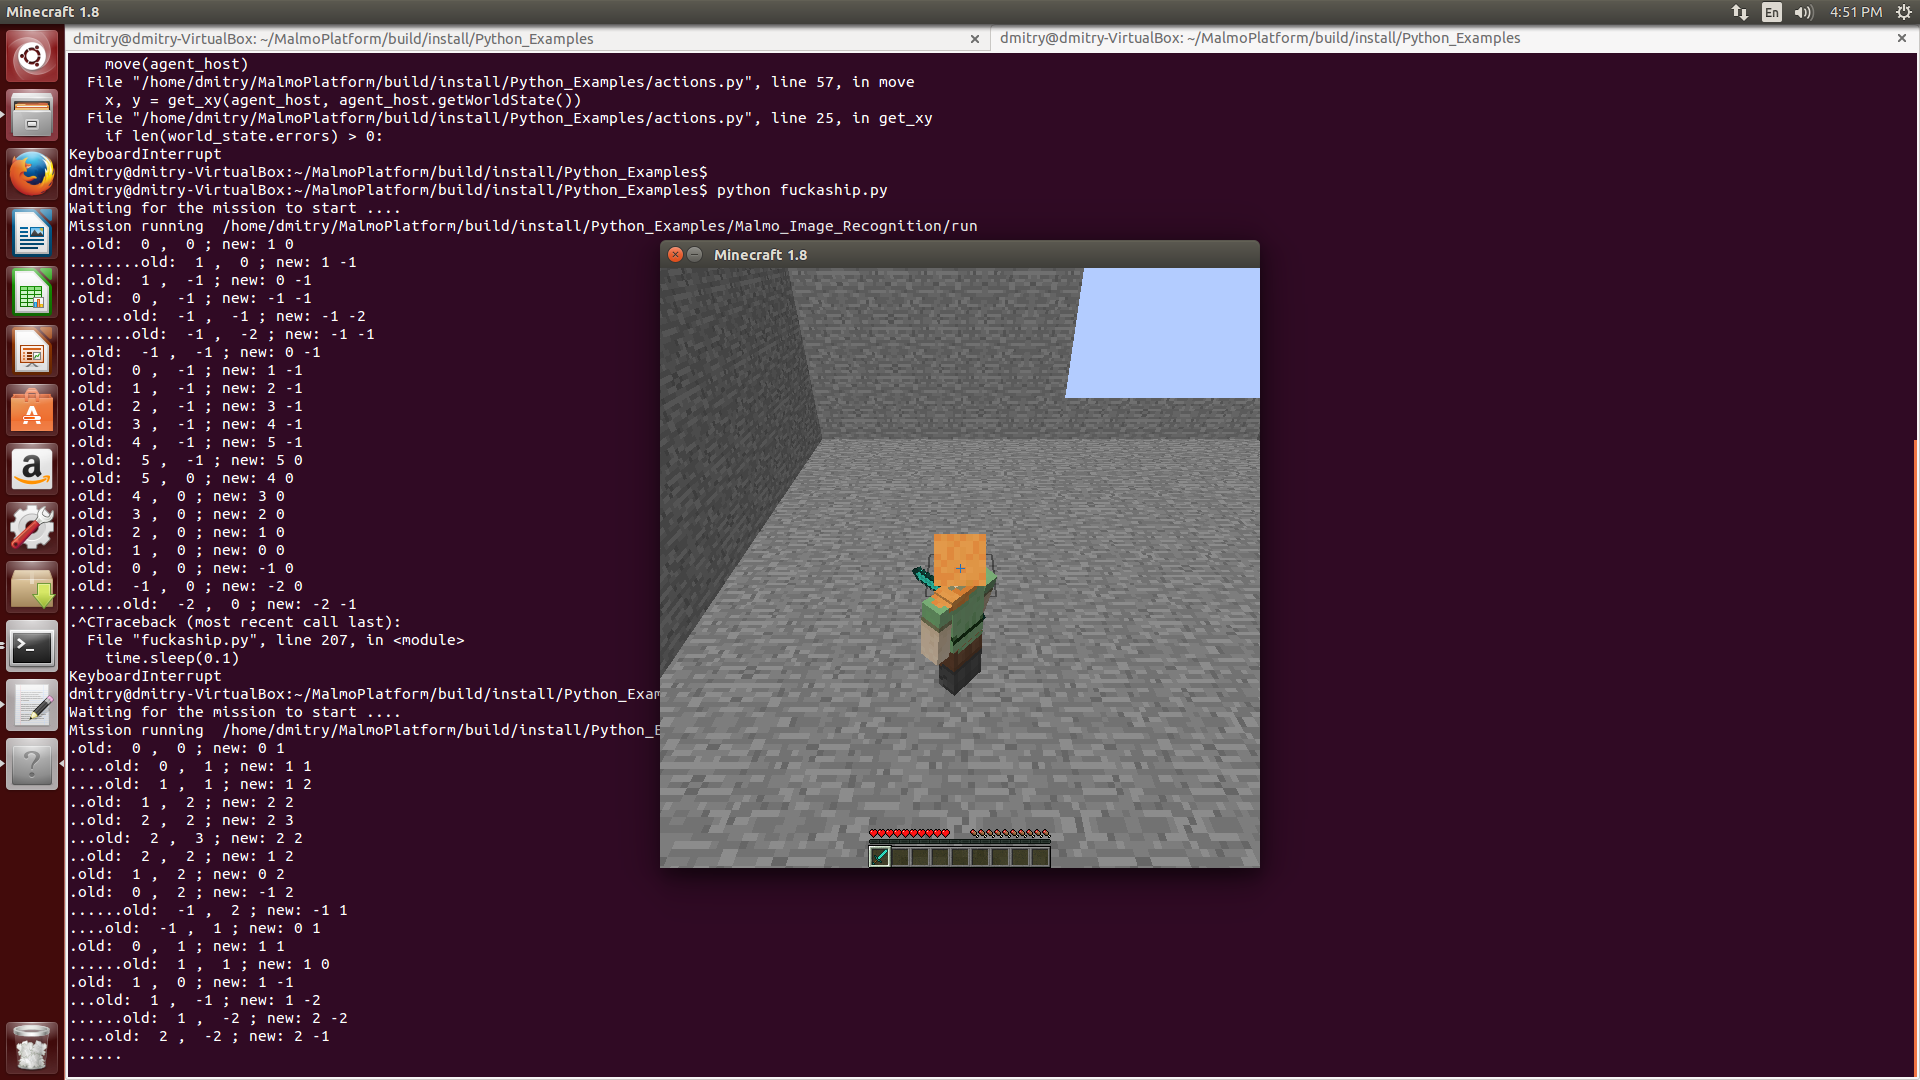 Minecraft 1.8
En
4:51 PM
dmitry@dmitry-VirtualBox: ~/MalmoPlatform/build/install/Python_Examples
dmitry@dmitry-VirtualBox: ~/MalmoPlatform/build/install/Python_Examples
move(agent_host)
File "/home/dmitry/MalmoPlatform/build/install/Python_Examples/actions.py", line 57, in move
x, y = get_xy(agent_host, agent_host.getWorldState())
File "/home/dmitry/MalmoPlatform/build/install/Python_Examples/actions.py", line 25, in get_xy
if len(world_state.errors) > 0:
KeyboardInterrupt
dmitry@dmitry-VirtualBox:~/MalmoPlatform/build/install/Python_Examples$
dmitry@dmitry-VirtualBox:~/MalmoPlatform/build/install/Python_Examples$ python fuckaship.py
Waiting for the mission to start ....
Mission running  /home/dmitry/MalmoPlatform/build/install/Python_Examples/Malmo_Image_Recognition/run
..old:  0 ,  0 ; new: 1 0
........old:  1 ,  0 ; new: 1 -1
..old:  1 ,  -1 ; new: 0 -1
.old:  0 ,  -1 ; new: -1 -1
......old:  -1 ,  -1 ; new: -1 -2
.......old:  -1 ,  -2 ; new: -1 -1
..old:  -1 ,  -1 ; new: 0 -1
.old:  0 ,  -1 ; new: 1 -1
.old:  1 ,  -1 ; new: 2 -1
.old:  2 ,  -1 ; new: 3 -1
.old:  3 ,  -1 ; new: 4 -1
.old:  4 ,  -1 ; new: 5 -1
..old:  5 ,  -1 ; new: 5 0
..old:  5 ,  0 ; new: 4 0
.old:  4 ,  0 ; new: 3 0
.old:  3 ,  0 ; new: 2 0
.old:  2 ,  0 ; new: 1 0
.old:  1 ,  0 ; new: 0 0
.old:  0 ,  0 ; new: -1 0
.old:  -1 ,  0 ; new: -2 0
......old:  -2 ,  0 ; new: -2 -1
.^CTraceback (most recent call last):
File "fuckaship.py", line 207, in <module>
time.sleep(0.1)
KeyboardInterrupt
dmitry@dmitry-VirtualBox:~/MalmoPlatform/build/install/Python_Exam
Waiting for the mission to start ....
Mission running  /home/dmitry/MalmoPlatform/build/install/Python_E
.old:  0 ,  0 ; new: 0 1
....old:  0 ,  1 ; new: 1 1
....old:  1 ,  1 ; new: 1 2
..old:  1 ,  2 ; new: 2 2
..old:  2 ,  2 ; new: 2 3
...old:  2 ,  3 ; new: 2 2
..old:  2 ,  2 ; new: 1 2
.old:  1 ,  2 ; new: 0 2
.old:  0 ,  2 ; new: -1 2
......old:  -1 ,  2 ; new: -1 1
....old:  -1 ,  1 ; new: 0 1
.old:  0 ,  1 ; new: 1 1
......old:  1 ,  1 ; new: 1 0
.old:  1 ,  0 ; new: 1 -1
...old:  1 ,  -1 ; new: 1 -2
......old:  1 ,  -2 ; new: 2 -2
....old:  2 ,  -2 ; new: 2 -1
......
Minecraft 1.8